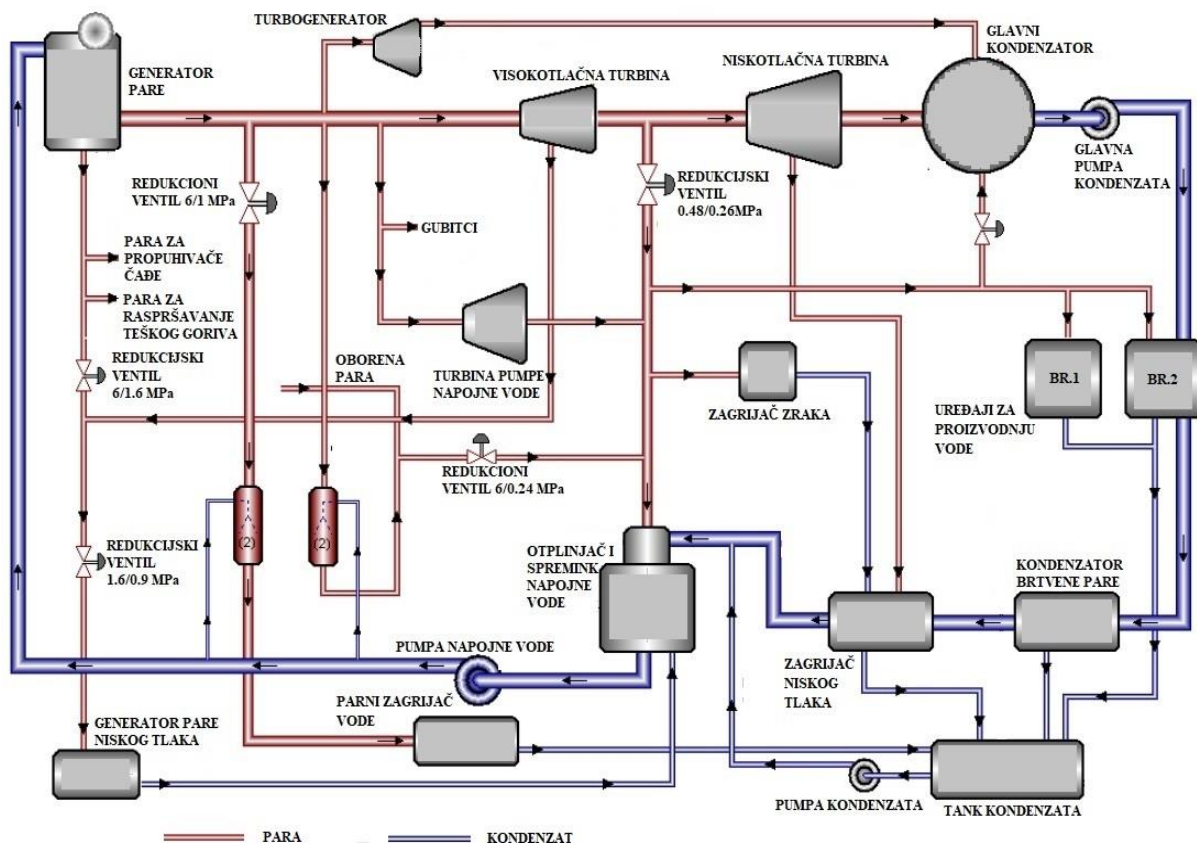 TURBOGENERATOR
GLAVNI
KONDENZATOR
NISKOTLAČNA TURBINA
VISOKOTLAČNA TURBINA
GENERATOR
PARE
GLAVNA
PUMPA
KONDENZATA
REDUKCIONI
VENTIL 6/1 MPa
REDUKCIJSKI
VENTIL
0.48/0.26MPa
GUBITCI
PARA ZA
PROPUHIVAČE
ČAĐE
PARA ZA
RASPRŠAVANJE
TEŠKOG GORIVA
REDUKCIJSKI
VENTIL
6/1.6 MPa
OBORENA
PARA
TURBINA PUMPE
NAPOJNE VODE
ZAGRIJAČ ZRAKA
BR.1
BR.2
UREĐAJI ZA
PROIZVODNJU
VODE
REDUKCIONI
VENTIL 6/0.24 MPa
(2)
(2)
REDUKCIJSKI
VENTIL
1.6/0.9 MPa
OTPLINJAČ I
SPREMINK
NAPOJNE
VODE
KONDENZATOR
BRTVENE PARE
PUMPA NAPOJNE VODE
ZAGRIJAČ
NISKOG
TLAKA
PARNI ZAGRIJAČ
VODE
GENERATOR PARE
NISKOG TLAKA
PUMPA KONDENZATA
TANK KONDENZATA
PARA
KONDENZAT